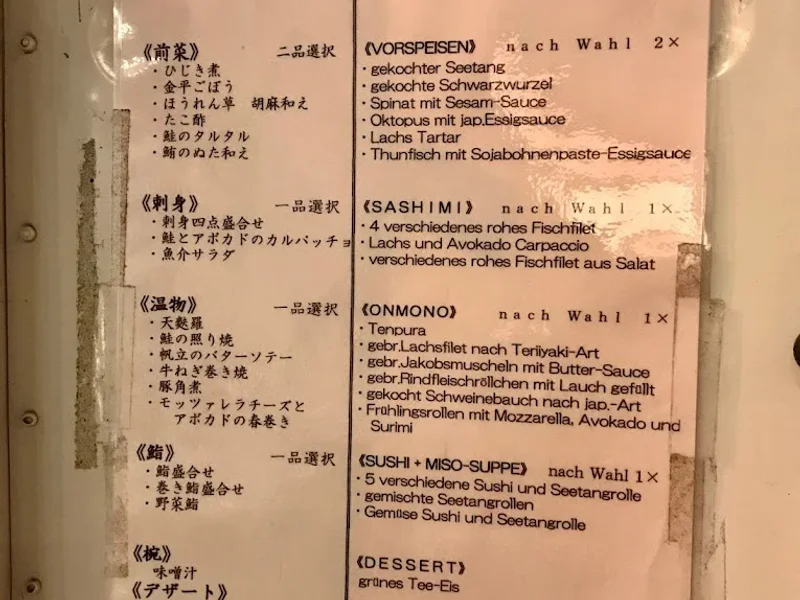 《前菜》 二品選択
・ひじき煮
・金平ごぼう
・ほうれん草 胡麻和え
・たこ酢
・鮭のタルタル
・鮪のぬた和え
《刺身》 一品選択
・刺身四点盛合せ
・鮭とアボカドのカルパッチョ
・魚介サラダ
《温物》 一品選択
・天麩羅
・鮭の照り焼
・帆立のバターソテー
・牛ねぎ巻き焼
・豚角煮
・モッツァレラチーズと
アボカドの春巻き
《鮨》 一品選択
・鮨盛合せ
・巻き鮨盛合せ
・野菜鮨
《椀》
味噌汁
《デザート》
《VORSPEISEN》 nach Wahl 2×
・gekochter Seetang
・gekochte Schwarzwurzel
・Spinat mit Sesam-Sauce
・Oktopus mit jap.Essigsauce
・Lachs Tartar
・Thunfisch mit Sojabohnenpaste-Essigsauce
《SASHIMI》 nach Wahl 1×
・4 verschiedenes rohes Fischfilet
・Lachs und Avokado Carpaccio
・verschiedenes rohes Fischfilet aus Salat
《ONMONO》 nach Wahl 1×
・Tenpura
・gebr.Lachsfilet nach Teriiyaki-Art
・gebr.Jakobsmuscheln mit Butter-Sauce
・gebr.Rindfleischröllchen mit Lauch gefüllt
・gekocht Schweinebauch nach jap.-Art
・Frühlingsrollen mit Mozzarella, Avokado und
Surimi
《SUSHI + MISO-SUPPE》 nach Wahl 1×
・5 verschiedene Sushi und Seetangrolle
・gemischte Seetangrollen
・Gemüse Sushi und Seetangrolle
《DESSERT》
grünes Tee-Eis